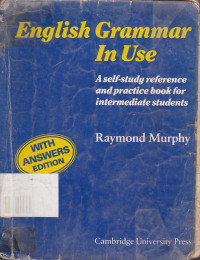 English Grammar
In Use
A self-study reference
and practice book for
intermediate students
WITH
ANSWERS
EDITION
Raymond Murphy
Cambridge University Press